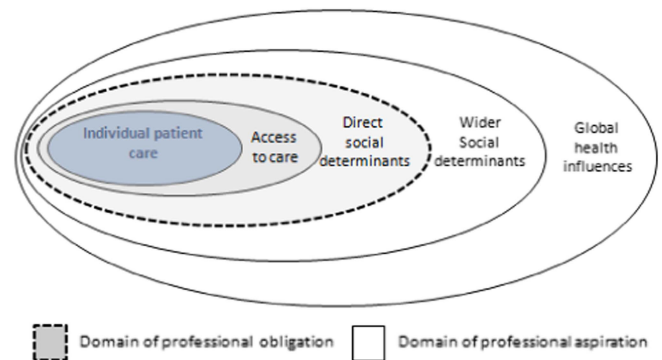 Individual patient
care
Access
to care
Direct
social
determinants
Wider
Social
determinants
Global
health
influences
Domain of professional obligation
Domain of professional aspiration